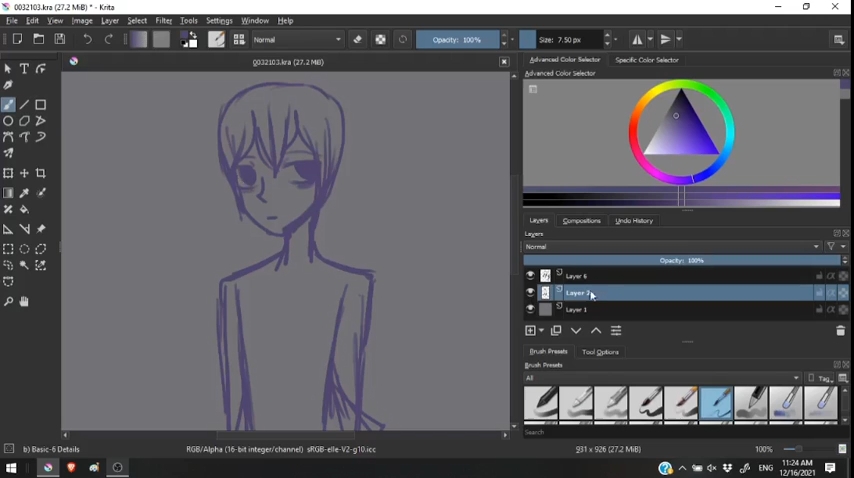 0032103.kra (27.2 MiB) * - Krita
File Edit View Image Layer Select Filter Tools Settings Window Help
Normal Opacity: 100% Size: 7.50 px
0032103.kra (27.2 MiB)
Advanced Color Selector Specific Color Selector
Advanced Color Selector
Layers Compositions Undo History
Layers
Normal
Opacity: 100%
Layer 6
Layer
Layer 1
Brush Presets Tool Options
Brush Presets
All Tag
Search
b) Basic-6 Details RGB/Alpha (16-bit integer/channel) sRGB-elle-V2-g10.icc 931 x 926 (27.2 MiB) 100%
ENG 11:24 AM
12/16/2021